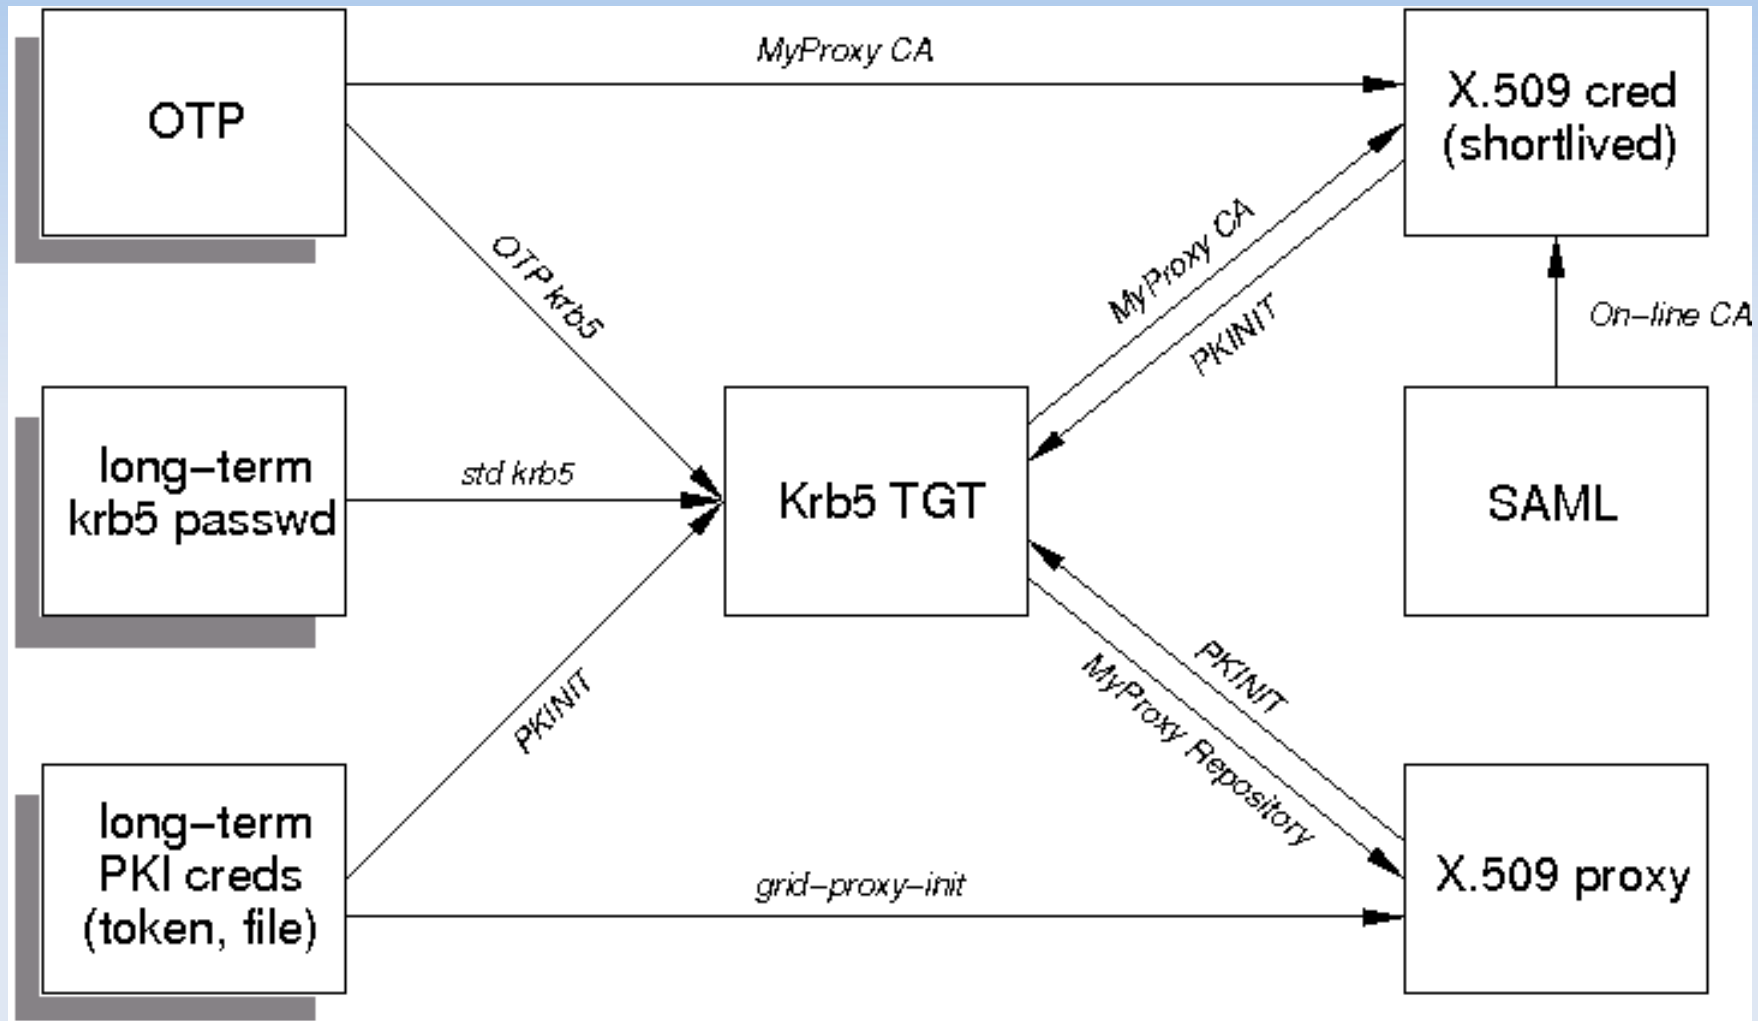 MyProxy CA
OTP
X.509 cred
(shortlived)
OTP krb5
MyProxy CA
PKINIT
On-line CA
long-term
krb5 passwd
std krb5
Krb5 TGT
SAML
PKINIT
PKINIT
MyProxy Repository
long-term
PKI creds
(token, file)
grid-proxy-init
X.509 proxy